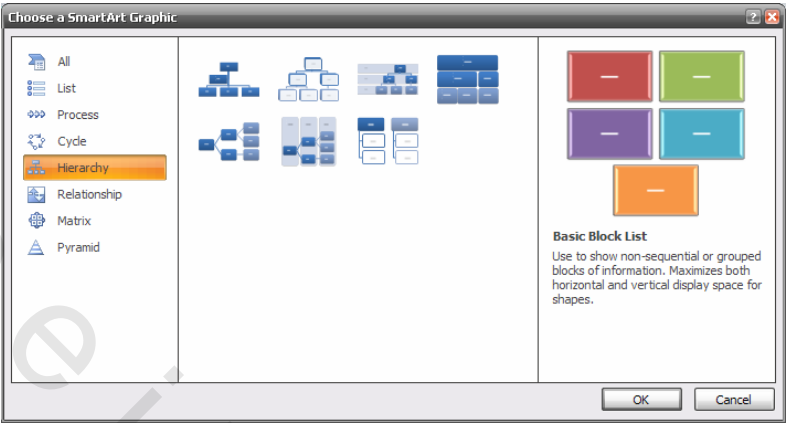 Choose a SmartArt Graphic
All
List
Process
Cycle
Hierarchy
Relationship
Matrix
Pyramid
Basic Block List
Use to show non-sequential or grouped
blocks of information. Maximizes both
horizontal and vertical display space for
shapes.
OK
Cancel